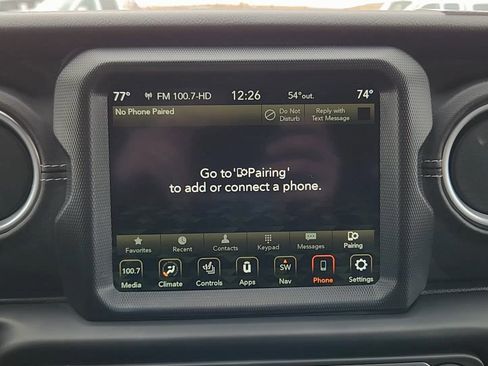 77° FM 100.7-HD 12:26 54°out. 74°
No Phone Paired Do Not Disturb Reply with Text Message
Go to 'Pairing'
to add or connect a phone.
Favorites Recent Contacts Keypad Messages Pairing
100.7 SW
Media Climate Controls Apps Nav Phone Settings